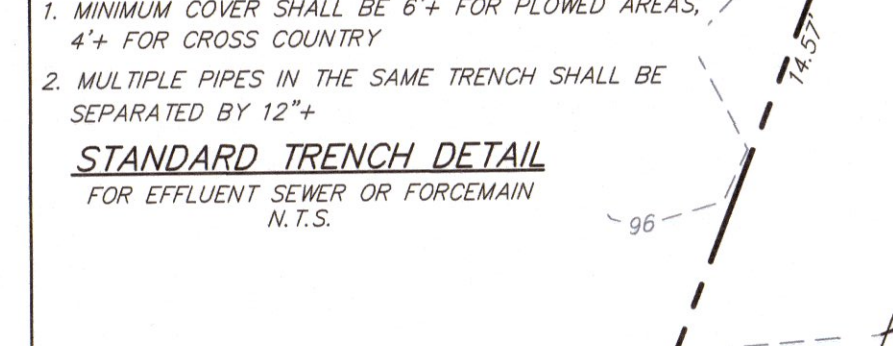 1. MINIMUM COVER SHALL BE 6'+ FOR PLOWED AREAS,
4'+ FOR CROSS COUNTRY
2. MULTIPLE PIPES IN THE SAME TRENCH SHALL BE
SEPARATED BY 12"+
STANDARD TRENCH DETAIL
FOR EFFLUENT SEWER OR FORCEMAIN
N.T.S.
14.57'
96